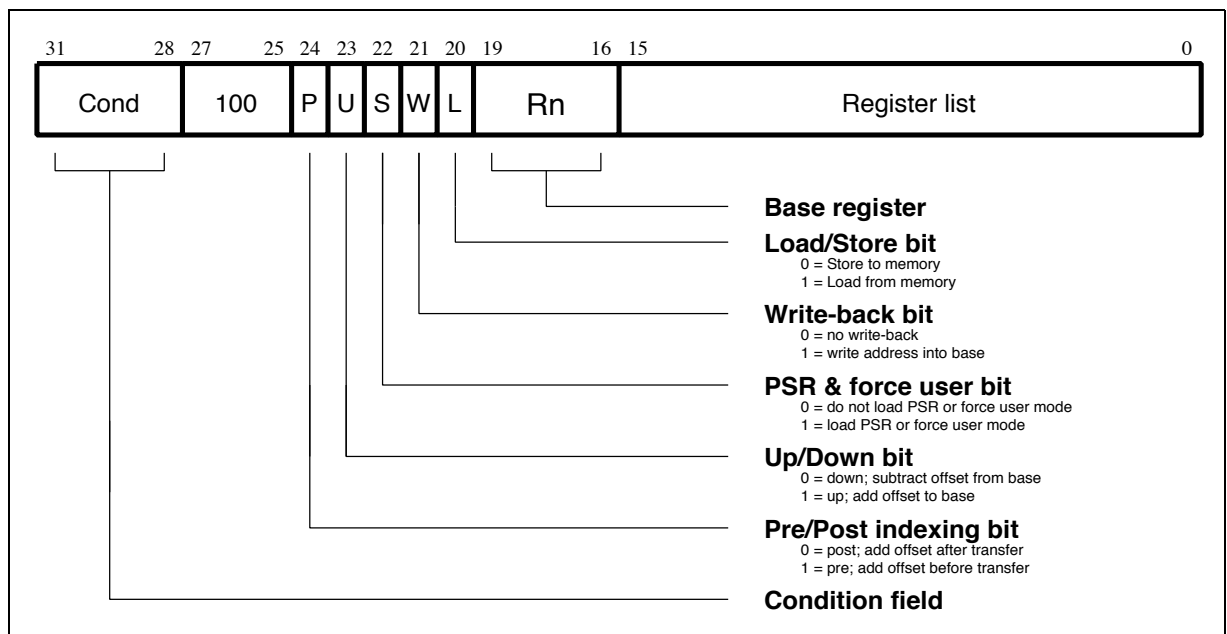 31 28 27 25 24 23 22 21 20 19 16 15 0
Cond 100 P U S W L Rn Register list
Base register
Load/Store bit
0 = Store to memory
1 = Load from memory
Write-back bit
0 = no write-back
1 = write address into base
PSR & force user bit
0 = do not load PSR or force user mode
1 = load PSR or force user mode
Up/Down bit
0 = down; subtract offset from base
1 = up; add offset to base
Pre/Post indexing bit
0 = post; add offset after transfer
1 = pre; add offset before transfer
Condition field